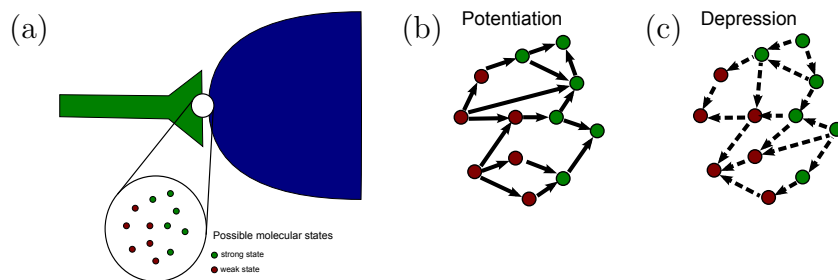 (a)
Possible molecular states
strong state
weak state
(b)
Potentiation
(c)
Depression